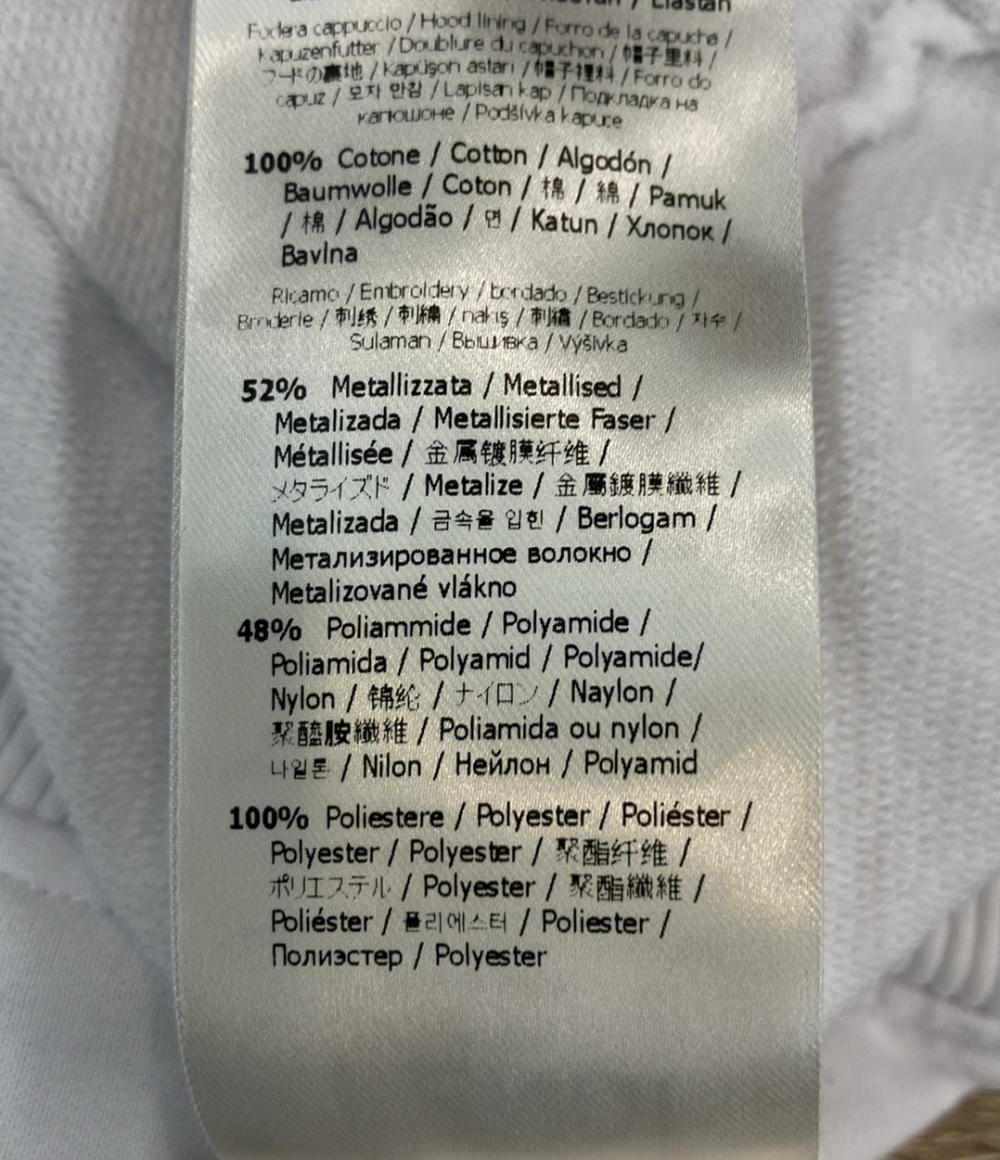 / Elastan
Fodera cappuccio / Hood lining / Forro de la capucha /
Kapuzenfutter / Doublure du capuchon / 帽子里料 /
フードの裏地 / Kapüşon astarı / 帽子裡料 / Forro do
capuz / 모자 안감 / Lapisan kap / Подкладка на
капюшоне / Podšívka kapuce
100% Cotone / Cotton / Algodón /
Baumwolle / Coton / 棉 / 綿 / Pamuk
/ 棉 / Algodão / 면 / Katun / Хлопок /
Bavlna
Ricamo / Embroidery / bordado / Bestickung /
Broderie / 刺绣 / 刺繍 / nakış / 刺繡 / Bordado / 자수 /
Sulaman / Вышивка / Výšivka
52% Metallizzata / Metallised /
Metalizada / Metallisierte Faser /
Métallisée / 金属镀膜纤维 /
メタライズド / Metalize / 金屬鍍膜纖維 /
Metalizada / 금속을 입힌 / Berlogam /
Метализированное волокно /
Metalizované vlákno
48% Poliammide / Polyamide /
Poliamida / Polyamid / Polyamide/
Nylon / 锦纶 / ナイロン / Naylon /
聚醯胺纖維 / Poliamida ou nylon /
나일론 / Nilon / Нейлон / Polyamid
100% Poliestere / Polyester / Poliéster /
Polyester / Polyester / 聚酯纤维 /
ポリエステル / Polyester / 聚酯纖維 /
Poliéster / 폴리에스터 / Poliester /
Полиэстер / Polyester